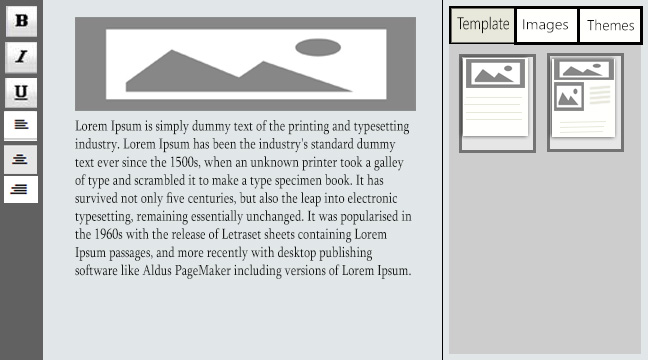 B
I
U
Template Images Themes
Lorem Ipsum is simply dummy text of the printing and typesetting
industry. Lorem Ipsum has been the industry's standard dummy
text ever since the 1500s, when an unknown printer took a galley
of type and scrambled it to make a type specimen book. It has
survived not only five centuries, but also the leap into electronic
typesetting, remaining essentially unchanged. It was popularised in
the 1960s with the release of Letraset sheets containing Lorem
Ipsum passages, and more recently with desktop publishing
software like Aldus PageMaker including versions of Lorem Ipsum.